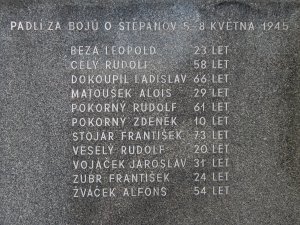 PADLI ZA BOJŮ O ŠTĚPÁNOV 5.-8. KVĚTNA 1945
BEZA LEOPOLD 23 LET
CELÝ RUDOLF 58 LET
DOKOUPIL LADISLAV 66 LET
MATOUŠEK ALOIS 29 LET
POKORNÝ RUDOLF 61 LET
POKORNÝ ZDENĚK 10 LET
STOJAR FRANTIŠEK 73 LET
VESELÝ RUDOLF 20 LET
VOJÁČEK JAROSLAV 31 LET
ZUBR FRANTIŠEK 24 LET
ŽVÁČEK ALFONS 54 LET